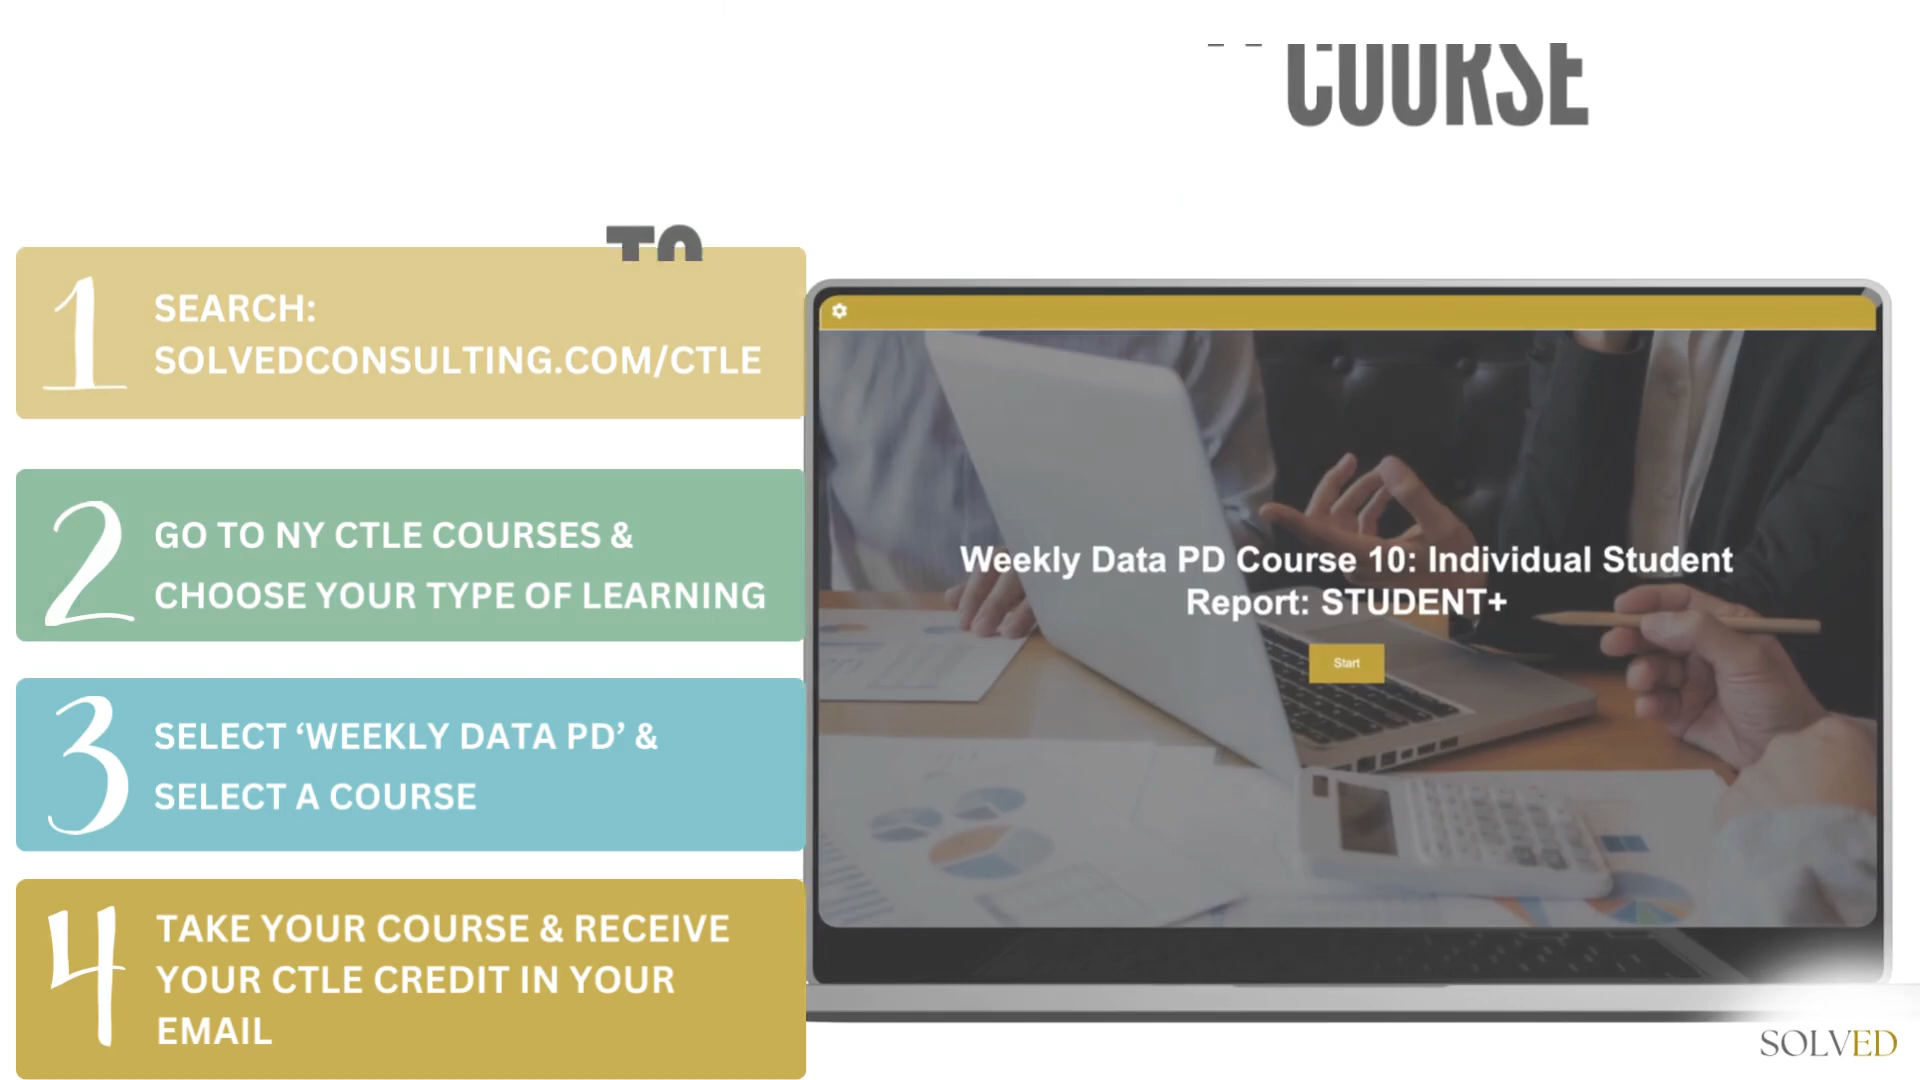 COURSE
TO
1
SEARCH:
SOLVEDCONSULTING.COM/CTLE
2
GO TO NY CTLE COURSES &
CHOOSE YOUR TYPE OF LEARNING
3
SELECT ‘WEEKLY DATA PD’ &
SELECT A COURSE
4
TAKE YOUR COURSE & RECEIVE
YOUR CTLE CREDIT IN YOUR
EMAIL
Weekly Data PD Course 10: Individual Student
Report: STUDENT+
Start
SOLVED